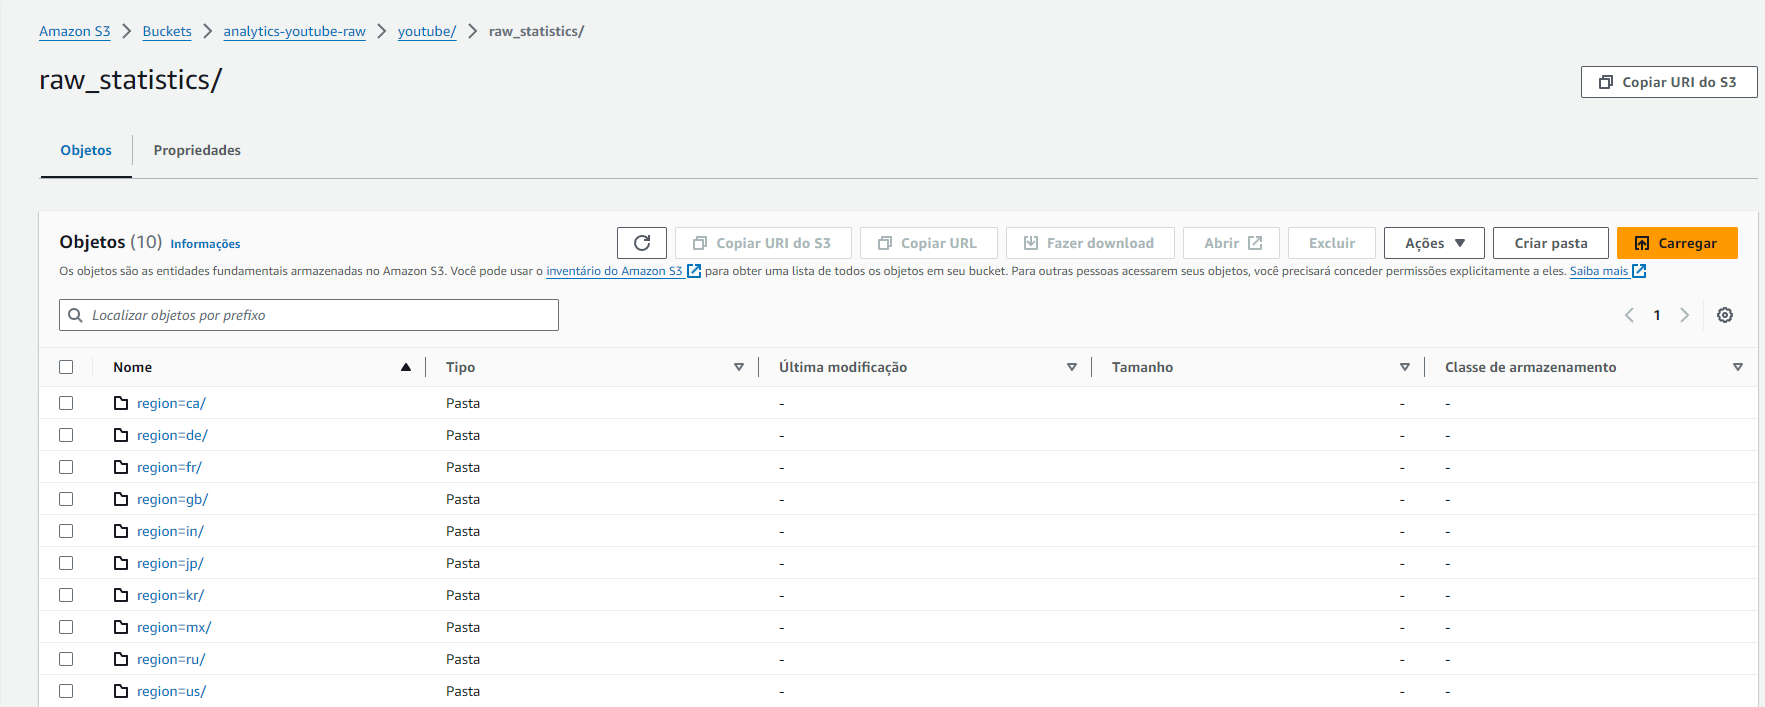 Amazon S3 > Buckets > analytics-youtube-raw > youtube/ > raw_statistics/
raw_statistics/
Copiar URI do S3
Objetos Propriedades
Objetos (10) Informações
Copiar URI do S3 Copiar URL Fazer download Abrir Excluir Ações Criar pasta Carregar
Os objetos são as entidades fundamentais armazenadas no Amazon S3. Você pode usar o inventário do Amazon S3 para obter uma lista de todos os objetos em seu bucket. Para outras pessoas acessarem seus objetos, você precisará conceder permissões explicitamente a eles. Saiba mais
Localizar objetos por prefixo
1
Nome Tipo Última modificação Tamanho Classe de armazenamento
region=ca/ Pasta - - -
region=de/ Pasta - - -
region=fr/ Pasta - - -
region=gb/ Pasta - - -
region=in/ Pasta - - -
region=jp/ Pasta - - -
region=kr/ Pasta - - -
region=mx/ Pasta - - -
region=ru/ Pasta - - -
region=us/ Pasta - - -